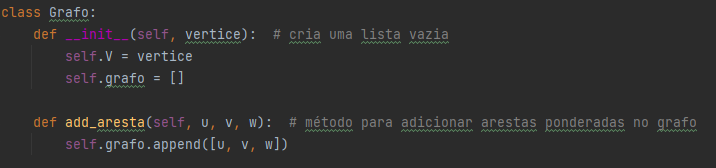 class Grafo:
    def __init__(self, vertice):  # cria uma lista vazia
        self.V = vertice
        self.grafo = []

    def add_aresta(self, u, v, w):  # método para adicionar arestas ponderadas no grafo
        self.grafo.append([u, v, w])